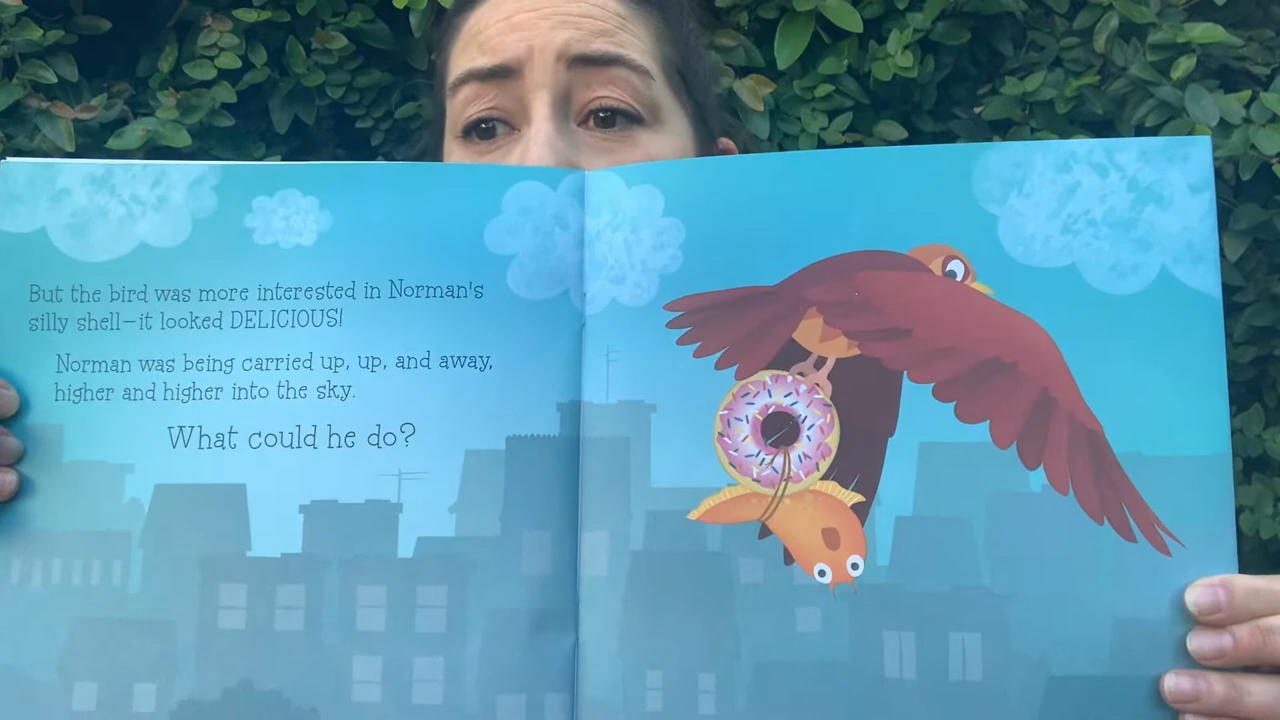 But the bird was more interested in Norman's
silly shell–it looked DELICIOUS!
Norman was being carried up, up, and away,
higher and higher into the sky.
What could he do?